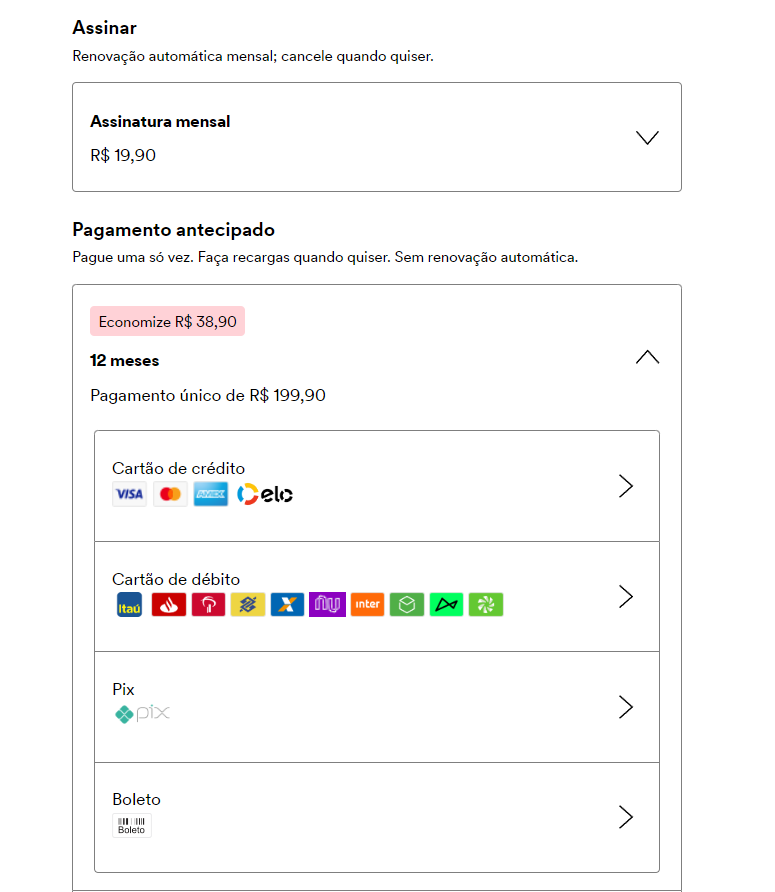 Assinar
Renovação automática mensal; cancele quando quiser.
Assinatura mensal
R$ 19,90
Pagamento antecipado
Pague uma só vez. Faça recargas quando quiser. Sem renovação automática.
Economize R$ 38,90
12 meses
Pagamento único de R$ 199,90
Cartão de crédito
VISA AMEX elo
Cartão de débito
Itaú nu inter
Pix
pix
Boleto
Boleto